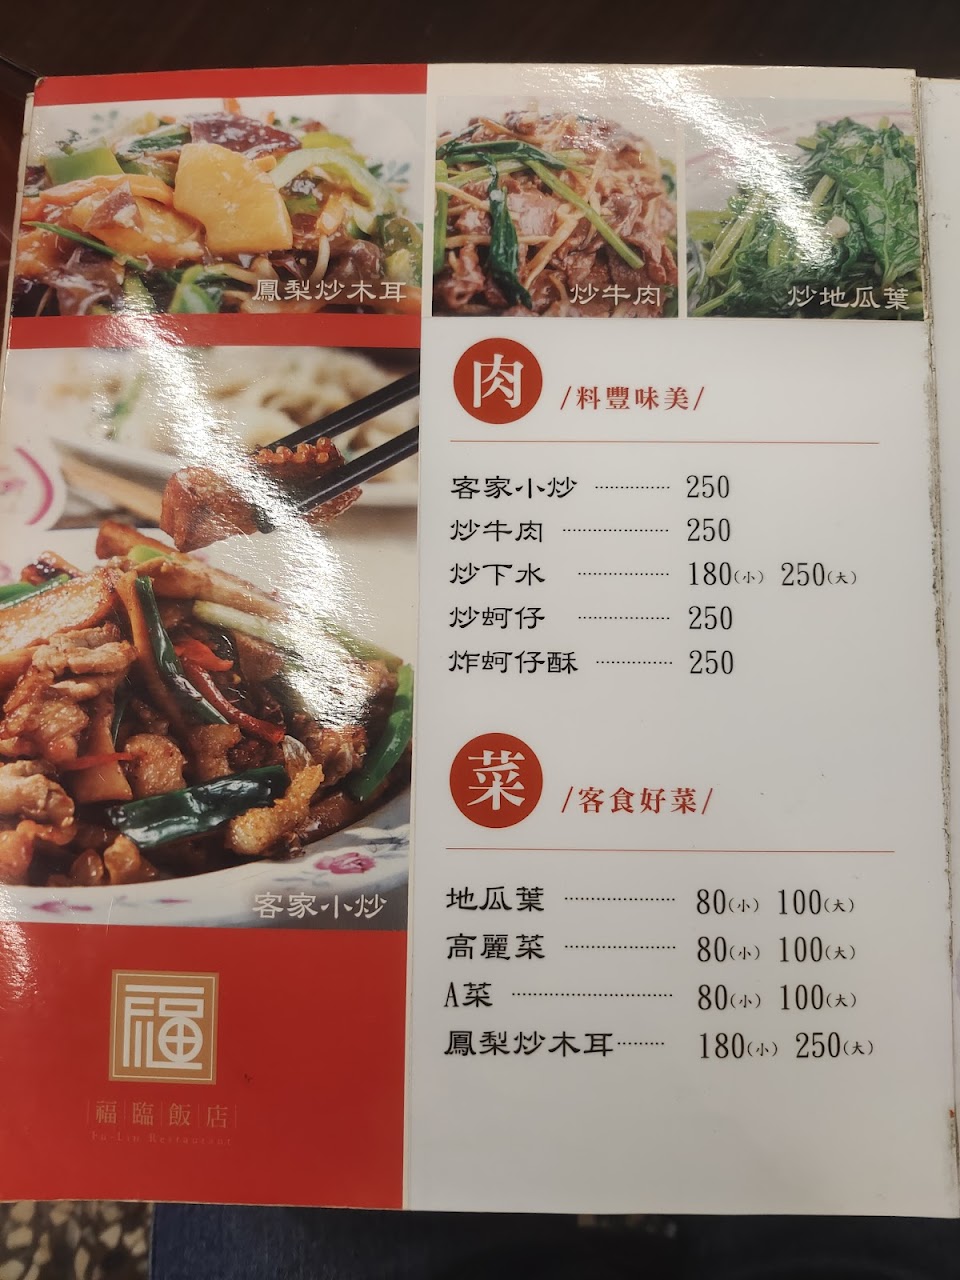 鳳梨炒木耳
炒牛肉
炒地瓜葉
肉 /料豐味美/
客家小炒 ·············· 250
炒牛肉 ···················· 250
炒下水 ················· 180(小) 250(大)
炒蚵仔 ················· 250
炸蚵仔酥 ·············· 250
菜 /客食好菜/
地瓜葉 ···················· 80(小) 100(大)
高麗菜 ···················· 80(小) 100(大)
A菜 ····························· 80(小) 100(大)
鳳梨炒木耳········· 180(小) 250(大)
客家小炒
福
福臨飯店
Fu-Lin Restaurant